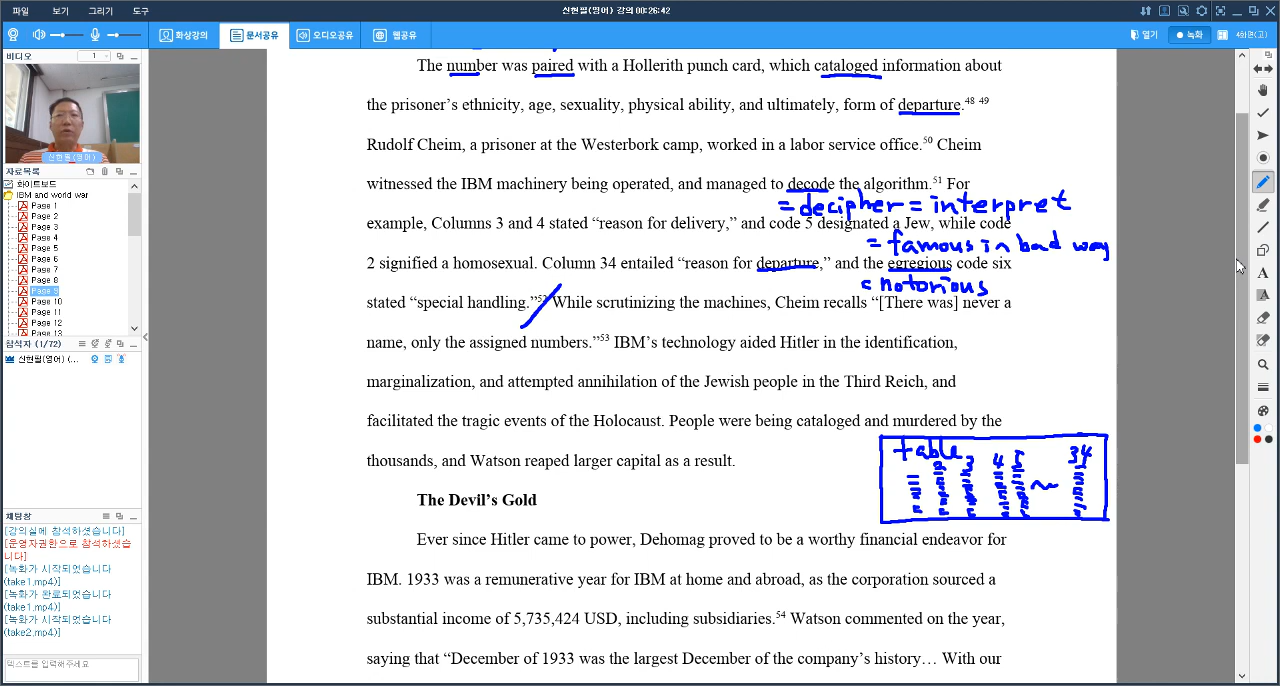 파일 보기 그리기 도구
신현필(영어) 강의 00:26:42
화상강의 문서공유 오디오공유 웹공유
열기 녹화 4화면(고)
비디오 1
신현필(영어)
자료목록
화이트보드
IBM and world war
Page 1
Page 2
Page 3
Page 4
Page 5
Page 6
Page 7
Page 8
Page 9
Page 10
Page 11
Page 12
Page 13
참석자 (1/72)
신현필(영어) (...
채팅창
[강의실에 참석하셨습니다]
[운영자권한으로 참석하셨습
니다]
[녹화가 시작되었습니다
(take1.mp4)]
[녹화가 완료되었습니다
(take1.mp4)]
[녹화가 시작되었습니다
(take2.mp4)]
텍스트를 입력해주세요
The number was paired with a Hollerith punch card, which cataloged information about
the prisoner’s ethnicity, age, sexuality, physical ability, and ultimately, form of departure.48 49
Rudolf Cheim, a prisoner at the Westerbork camp, worked in a labor service office.50 Cheim
witnessed the IBM machinery being operated, and managed to decode the algorithm.51 For
= decipher = interpret
example, Columns 3 and 4 stated “reason for delivery,” and code 5 designated a Jew, while code
= famous in bad way
2 signified a homosexual. Column 34 entailed “reason for departure,” and the egregious code six
= notorious
stated “special handling.”52 While scrutinizing the machines, Cheim recalls “[There was] never a
name, only the assigned numbers.”53 IBM’s technology aided Hitler in the identification,
marginalization, and attempted annihilation of the Jewish people in the Third Reich, and
facilitated the tragic events of the Holocaust. People were being cataloged and murdered by the
thousands, and Watson reaped larger capital as a result.
table
2 3 4 5 ~ 34
The Devil’s Gold
Ever since Hitler came to power, Dehomag proved to be a worthy financial endeavor for
IBM. 1933 was a remunerative year for IBM at home and abroad, as the corporation sourced a
substantial income of 5,735,424 USD, including subsidiaries.54 Watson commented on the year,
saying that “December of 1933 was the largest December of the company’s history… With our